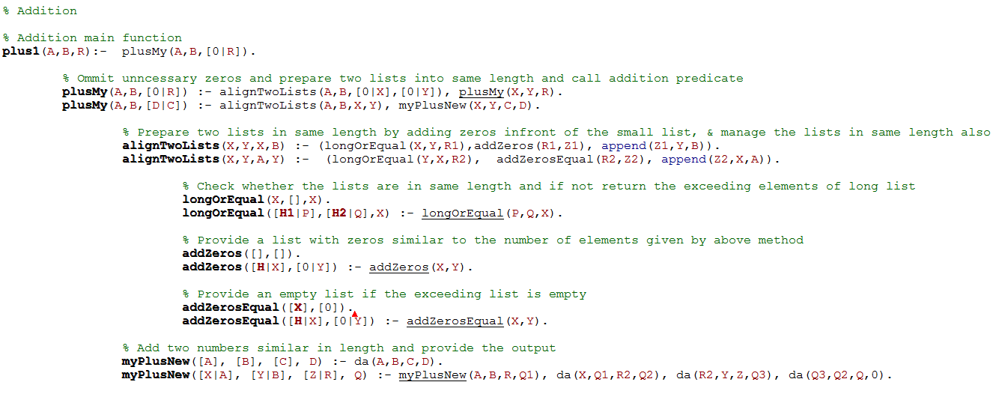 % Addition
% Addition main function
plus1(A,B,R):-  plusMy(A,B,[0|R]).
% Ommit unncessary zeros and prepare two lists into same length and call addition predicate
plusMy(A,B,[0|R]) :- alignTwoLists(A,B,[0|X],[0|Y]), plusMy(X,Y,R).
plusMy(A,B,[D|C]) :- alignTwoLists(A,B,X,Y), myPlusNew(X,Y,C,D).
% Prepare two lists in same length by adding zeros infront of the small list, & manage the lists in same length also
alignTwoLists(X,Y,X,B) :- (longOrEqual(X,Y,R1),addZeros(R1,Z1), append(Z1,Y,B)).
alignTwoLists(X,Y,A,Y) :-  (longOrEqual(Y,X,R2),  addZerosEqual(R2,Z2), append(Z2,X,A)).
% Check whether the lists are in same length and if not return the exceeding elements of long list
longOrEqual(X,[],X).
longOrEqual([H1|P],[H2|Q],X) :- longOrEqual(P,Q,X).
% Provide a list with zeros similar to the number of elements given by above method
addZeros([],[]).
addZeros([H|X],[0|Y]) :- addZeros(X,Y).
% Provide an empty list if the exceeding list is empty
addZerosEqual([X],[0]).
addZerosEqual([H|X],[0|Y]) :- addZerosEqual(X,Y).
% Add two numbers similar in length and provide the output
myPlusNew([A], [B], [C], D) :- da(A,B,C,D).
myPlusNew([X|A], [Y|B], [Z|R], Q) :- myPlusNew(A,B,R,Q1), da(X,Q1,R2,Q2), da(R2,Y,Z,Q3), da(Q3,Q2,Q,0).